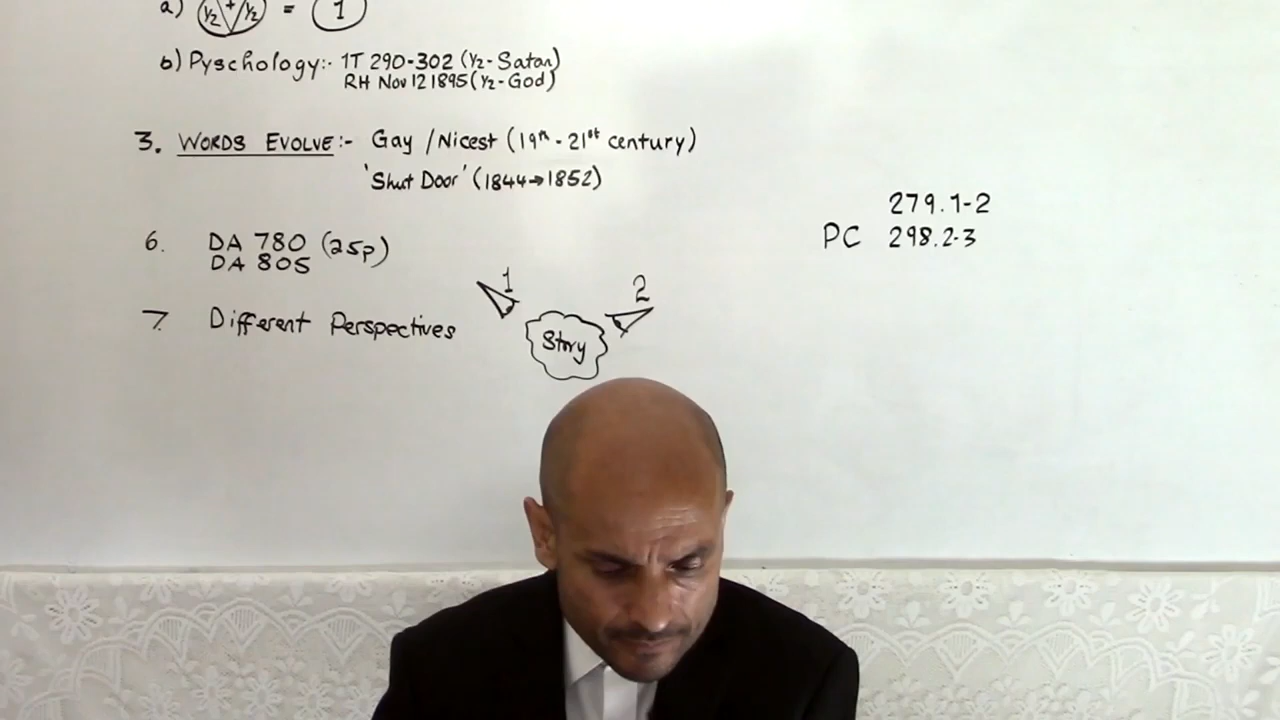 a) ½ + ½ = 1
b) Pyschology:- 1T 290-302 (½-Satan)
RH Nov 12 1895 (½-God)
3. WORDS EVOLVE:- Gay / Nicest (19th - 21st century)
'Shut Door' (1844→1852)
279.1-2
PC 298.2-3
6. DA 780 (25p)
DA 805
7. Different Perspectives
1
2
Story